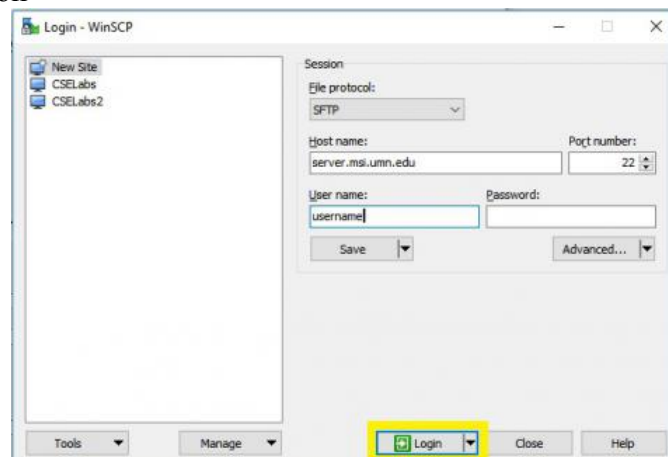 Login - WinSCP
New Site
CSELabs
CSELabs2
Session
File protocol:
SFTP
Host name:
Port number:
server.msi.umn.edu
22
User name:
Password:
username
Save
Advanced...
Tools
Manage
Login
Close
Help